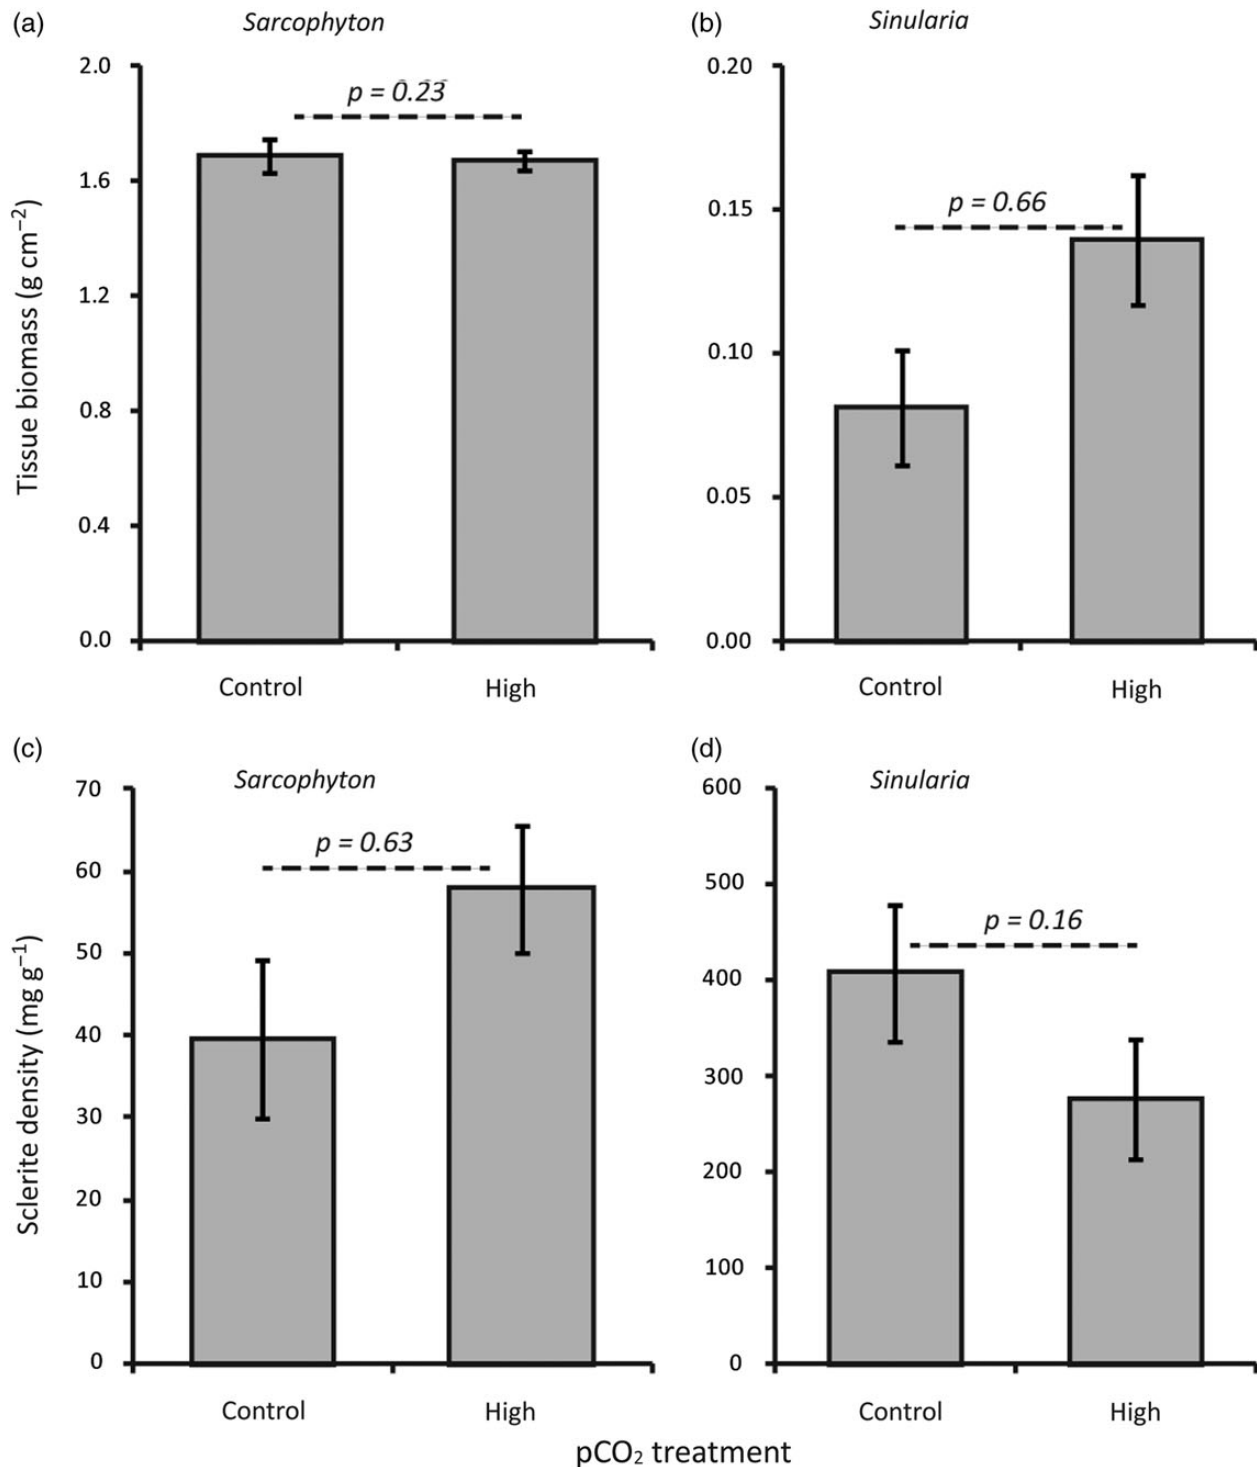 (a)
Sarcophyton
(b)
Sinularia
Tissue biomass (g cm⁻²)
2.0
1.6
1.2
0.8
0.4
0.0
p = 0.23
Control
High
0.20
0.15
0.10
0.05
0.00
p = 0.66
Control
High
(c)
Sarcophyton
(d)
Sinularia
Sclerite density (mg g⁻¹)
70
60
50
40
30
20
10
0
p = 0.63
Control
High
600
500
400
300
200
100
0
p = 0.16
Control
High
pCO₂ treatment